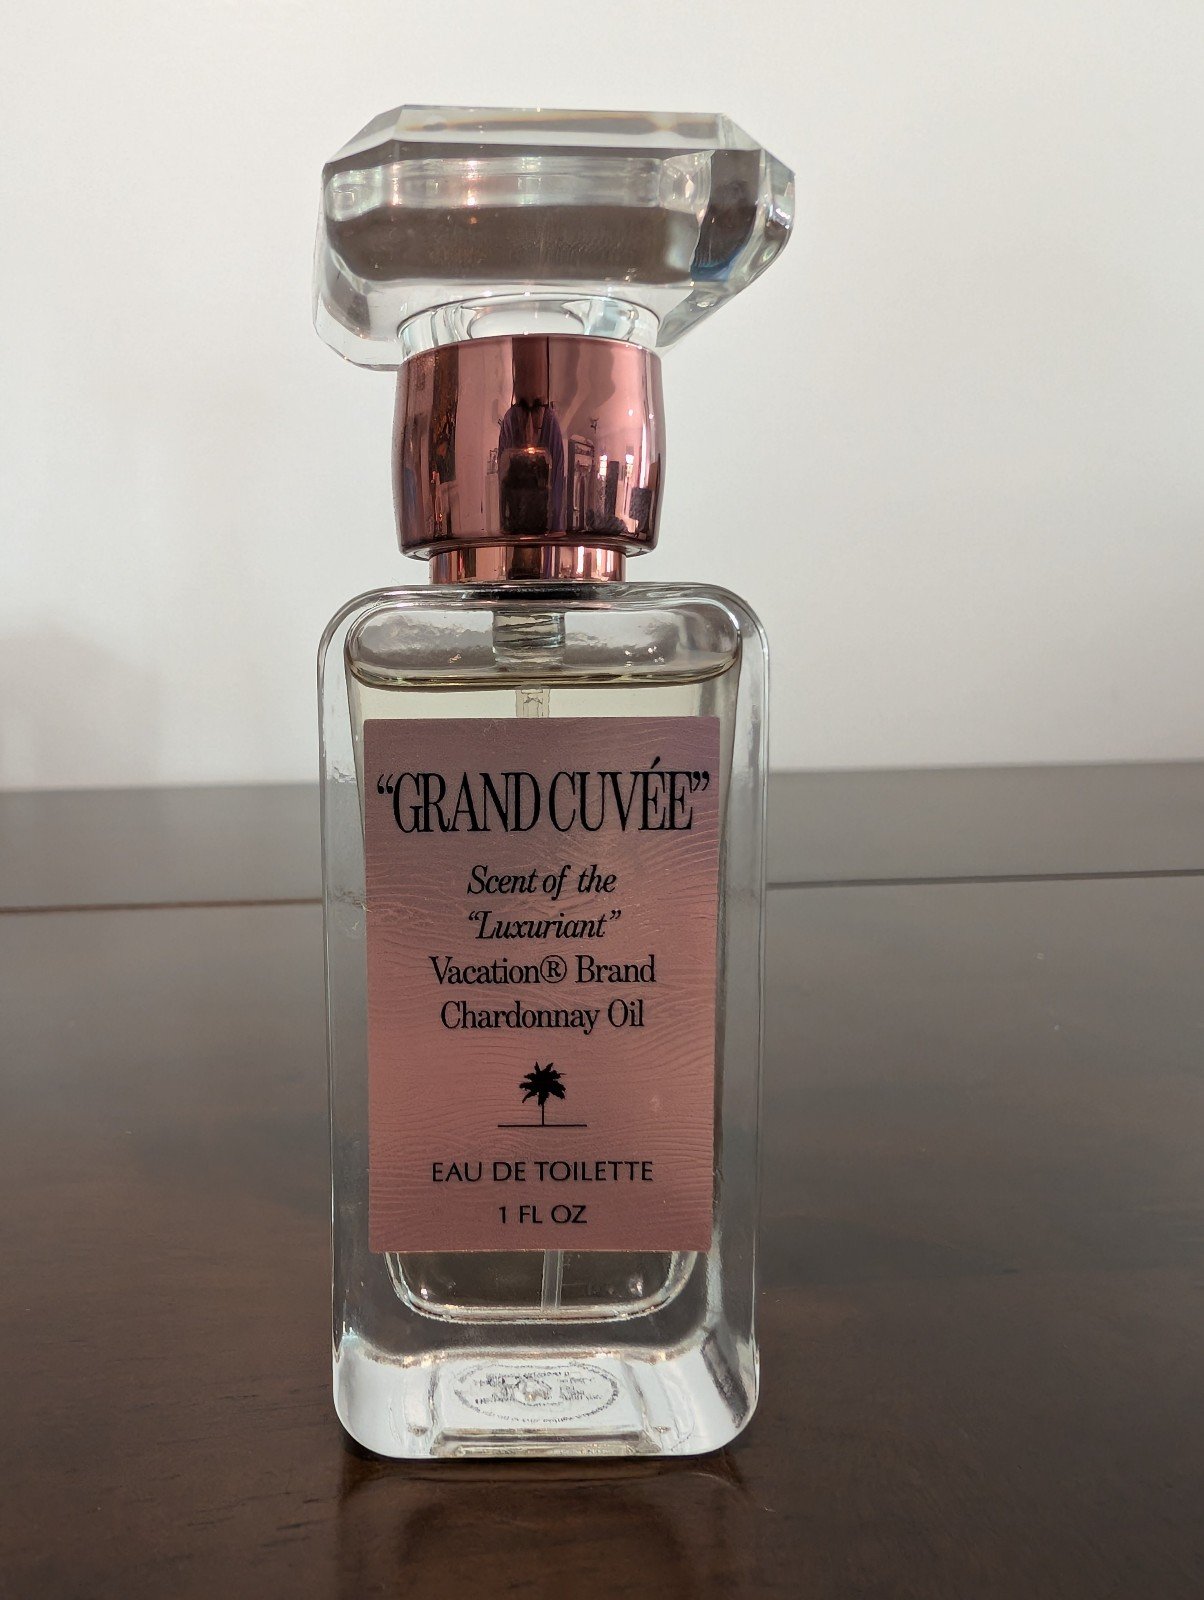 “GRAND CUVÉE”
Scent of the
“Luxuriant”
Vacation® Brand
Chardonnay Oil
EAU DE TOILETTE
1 FL OZ